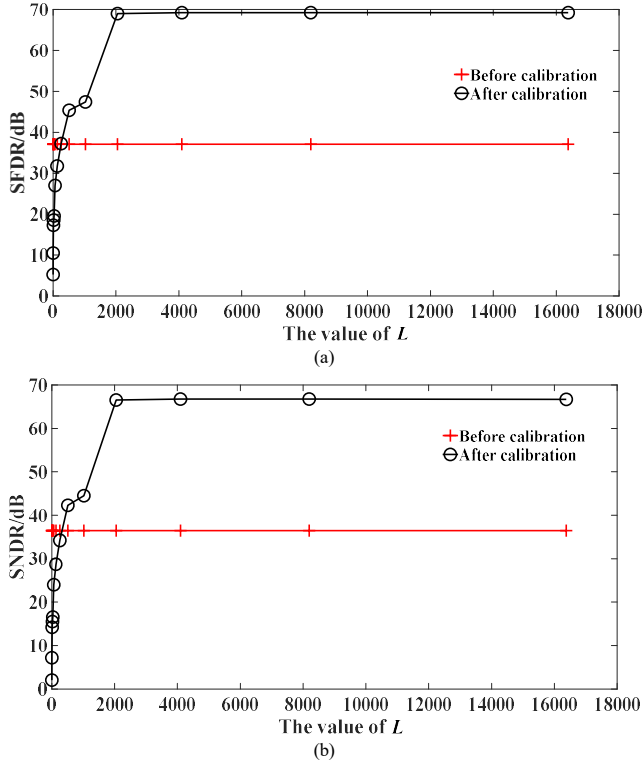 70
60
50
40
30
20
10
0
SFDR/dB
Before calibration
After calibration
0 2000 4000 6000 8000 10000 12000 14000 16000 18000
The value of L
(a)
70
60
50
40
30
20
10
0
SNDR/dB
Before calibration
After calibration
0 2000 4000 6000 8000 10000 12000 14000 16000 18000
The value of L
(b)